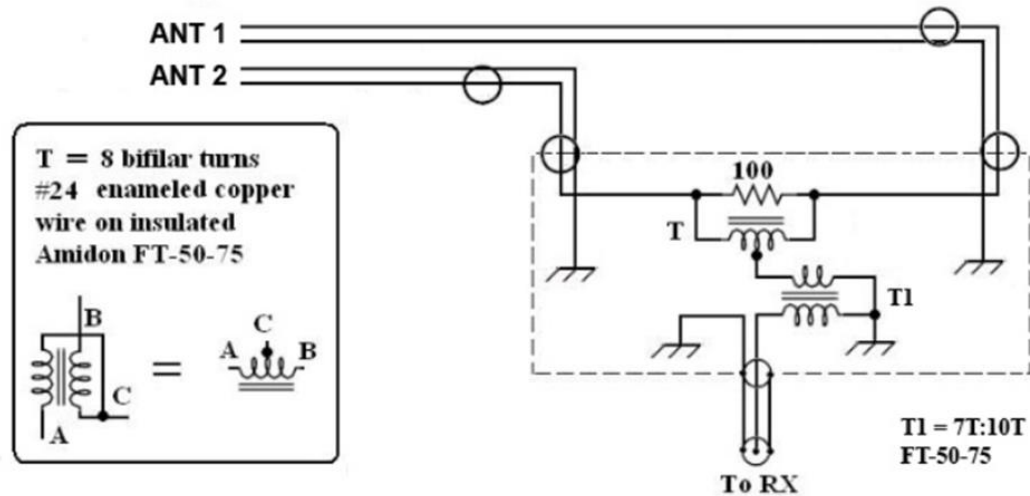 ANT 1
ANT 2
T = 8 bifilar turns
#24 enameled copper
wire on insulated
Amidon FT-50-75
B
C
A
=
C
A
B
100
T
T1
T1 = 7T:10T
FT-50-75
To RX